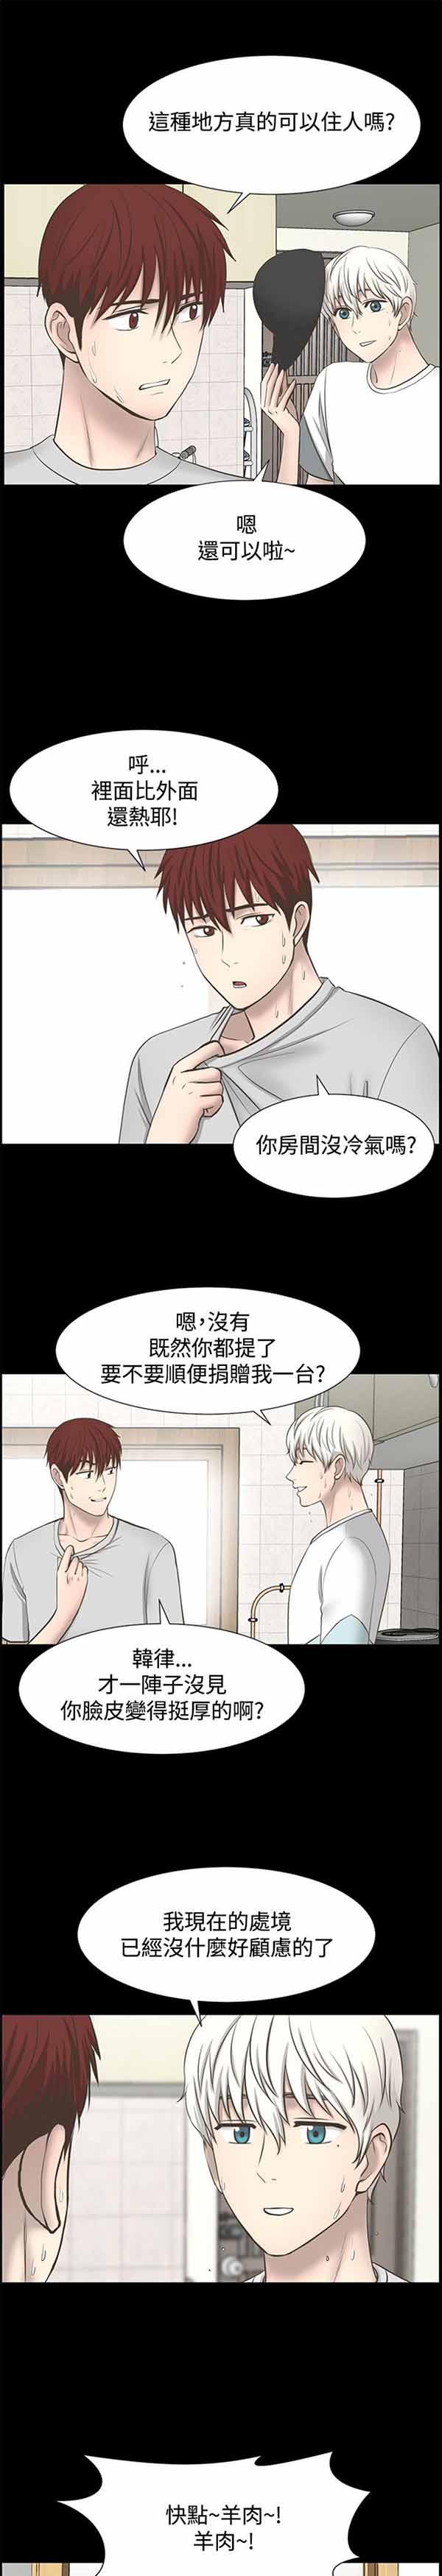 這種地方真的可以住人嗎?
嗯
還可以啦~
呼...
裡面比外面
還熱耶!
你房間沒冷氣嗎?
嗯,沒有
既然你都提了
要不要順便捐贈我一台?
韓律...
才一陣子沒見
你臉皮變得挺厚的啊?
我現在的處境
已經沒什麼好顧慮的了
快點~羊肉~!
羊肉~!